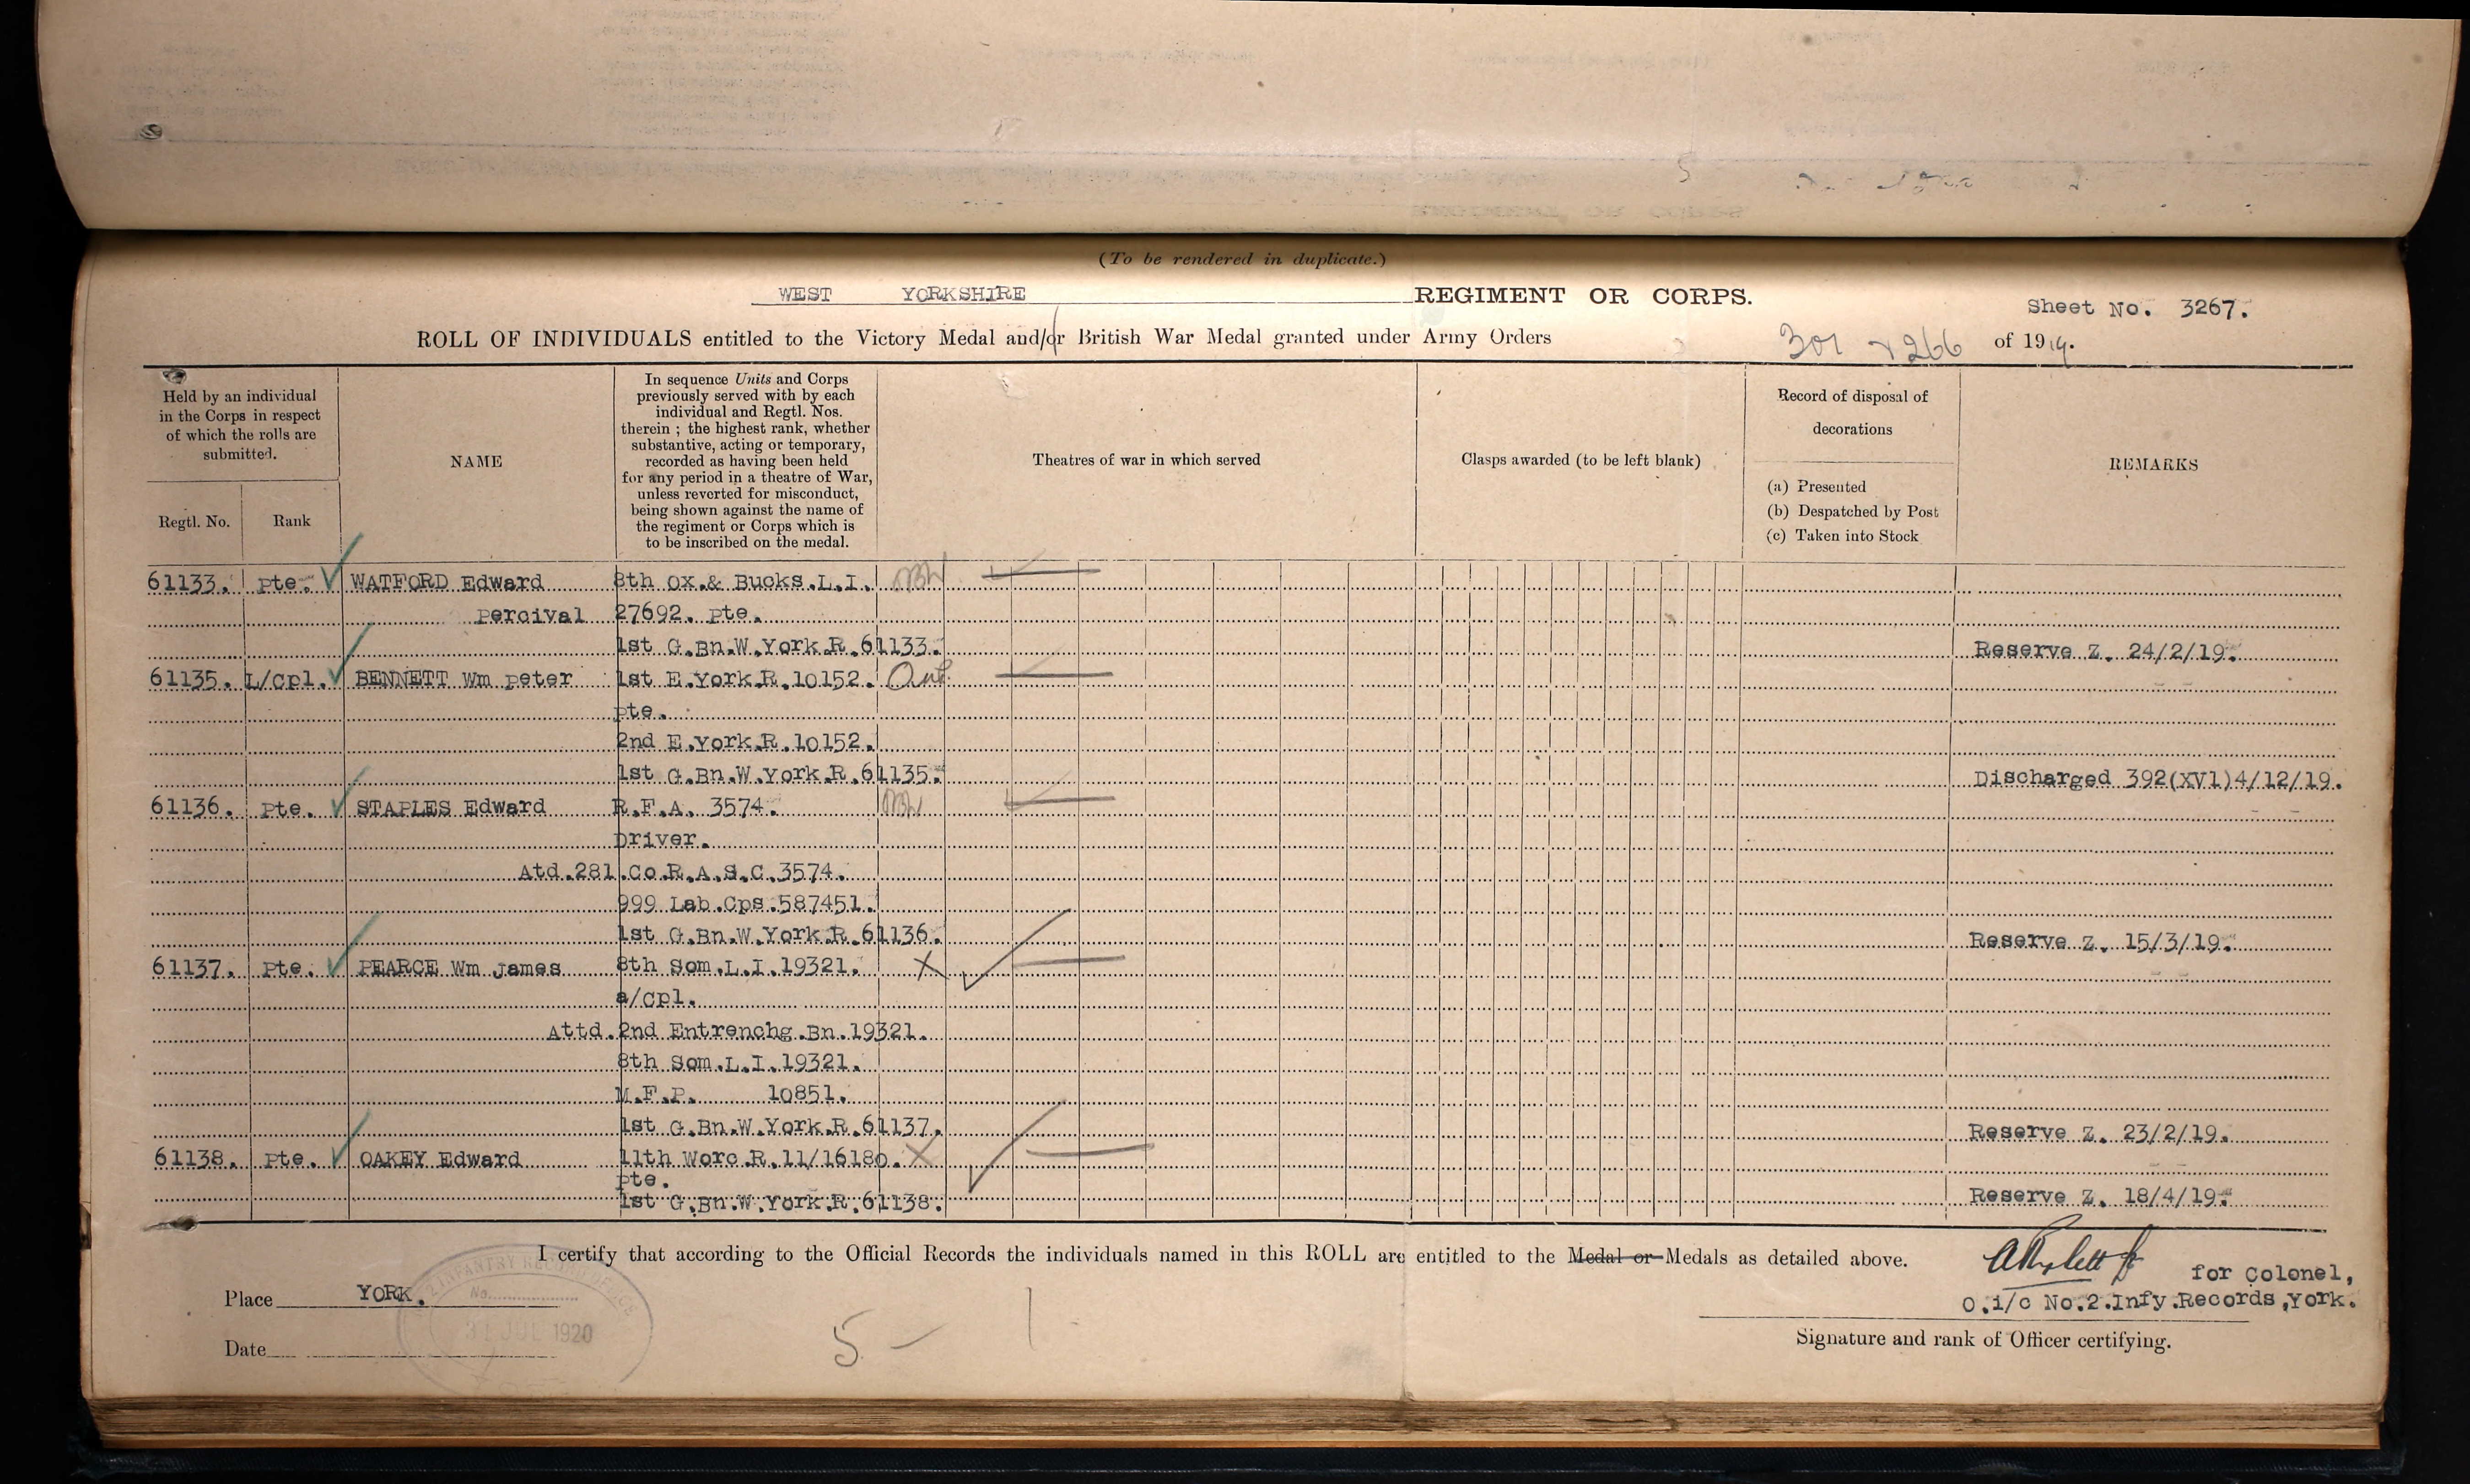 (To be rendered in duplicate.)
WEST YORKSHIRE REGIMENT OR CORPS.
Sheet No. 3267.
ROLL OF INDIVIDUALS entitled to the Victory Medal and/or British War Medal granted under Army Orders 301 & 266 of 1919.
Held by an individual
in the Corps in respect
of which the rolls are
submitted.
Regtl. No.
Rank
NAME
In sequence Units and Corps
previously served with by each
individual and Regtl. Nos.
therein ; the highest rank, whether
substantive, acting or temporary,
recorded as having been held
for any period in a theatre of War,
unless reverted for misconduct,
being shown against the name of
the regiment or Corps which is
to be inscribed on the medal.
Theatres of war in which served
Clasps awarded (to be left blank)
Record of disposal of
decorations
(a) Presented
(b) Despatched by Post
(c) Taken into Stock
REMARKS
61133. Pte. WATFORD Edward 8th Ox.& Bucks.L.I.
Percival 27692. Pte.
1st G.Bn.W.York.R.61133. Reserve Z. 24/2/19.
61135. L/Cpl. BENNETT Wm Peter 1st E.York.R.10152.
Pte.
2nd E.York.R.10152.
1st G.Bn.W.York.R.61135. Discharged 392(XVI)4/12/19.
61136. Pte. STAPLES Edward R.F.A. 3574.
Driver.
Atd.281.Co.R.A.S.C.3574.
999 Lab.Cps.587451.
1st G.Bn.W.York.R.61136. Reserve Z. 15/3/19.
61137. Pte. PEARCE Wm James 8th Som.L.I.19321. X
a/Cpl.
Attd.2nd Entrenchg.Bn.19321.
8th Som.L.I.19321.
M.F.P. 10851.
1st G.Bn.W.York.R.61137. Reserve Z. 23/2/19.
61138. Pte. OAKEY Edward 11th Worc.R.11/16180. X
Pte.
1st G.Bn.W.York.R.61138. Reserve Z. 18/4/19.
I certify that according to the Official Records the individuals named in this ROLL are entitled to the Medal or Medals as detailed above.
for Colonel,
O.i/c No.2.Infy.Records,York.
Signature and rank of Officer certifying.
Place YORK.
Date
INFANTRY RECORD OFFICE
No.
31 JUL 1920
5 -